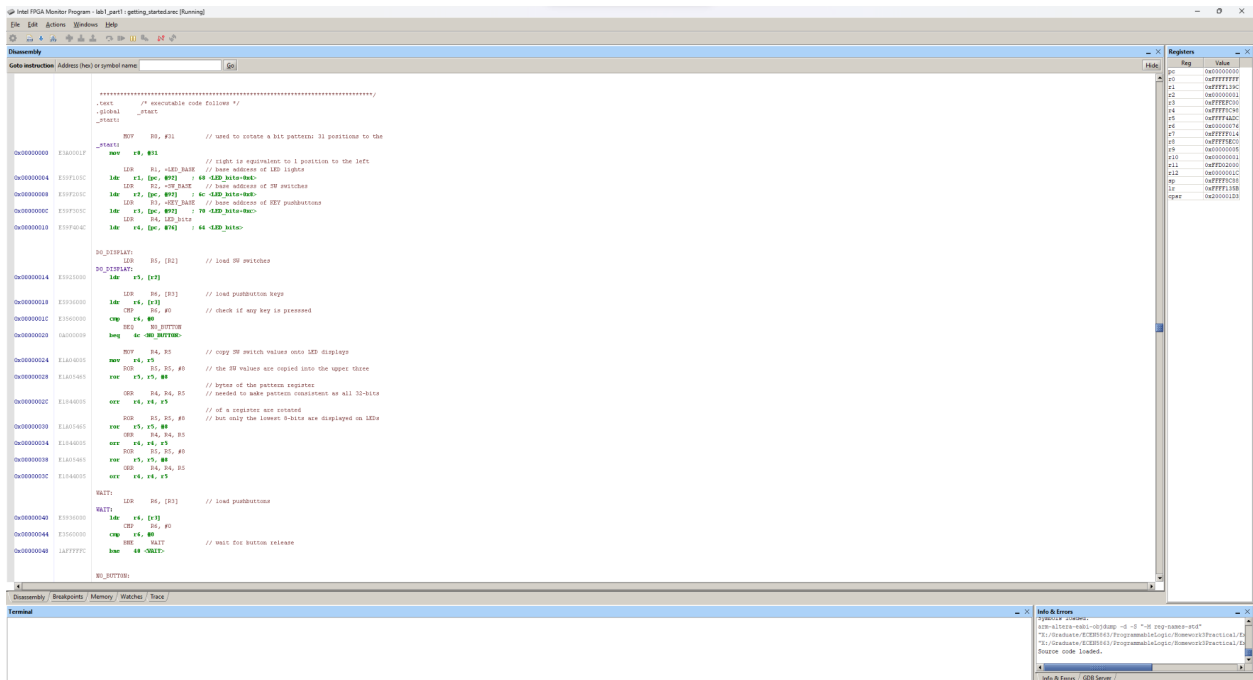 Intel FPGA Monitor Program - lab1_part1 : getting_started.srec [Running]
File Edit Actions Windows Help
Disassembly
Goto instruction Address (hex) or symbol name: Go Hide
******************************************************************************/
.text /* executable code follows */
.global _start
_start:
MOV R0, #31 // used to rotate a bit pattern: 31 positions to the
_start:
0x00000000 E3A0001F mov r0, #31
// right is equivalent to 1 position to the left
LDR R1, =LED_BASE // base address of LED lights
0x00000004 E59F105C ldr r1, [pc, #92] ; 68 <LED_bits+0x4>
LDR R2, =SW_BASE // base address of SW switches
0x00000008 E59F205C ldr r2, [pc, #92] ; 6c <LED_bits+0x8>
LDR R3, =KEY_BASE // base address of KEY pushbuttons
0x0000000C E59F305C ldr r3, [pc, #92] ; 70 <LED_bits+0xc>
LDR R4, LED_bits
0x00000010 E59F404C ldr r4, [pc, #76] ; 64 <LED_bits>
DO_DISPLAY:
LDR R5, [R2] // load SW switches
DO_DISPLAY:
0x00000014 E5925000 ldr r5, [r2]
LDR R6, [R3] // load pushbutton keys
0x00000018 E5936000 ldr r6, [r3]
CMP R6, #0 // check if any key is presssed
0x0000001C E3560000 cmp r6, #0
BEQ NO_BUTTON
0x00000020 0A000009 beq 4c <NO_BUTTON>
MOV R4, R5 // copy SW switch values onto LED displays
0x00000024 E1A04005 mov r4, r5
ROR R5, R5, #8 // the SW values are copied into the upper three
0x00000028 E1A05465 ror r5, r5, #8
// bytes of the pattern register
ORR R4, R4, R5 // needed to make pattern consistent as all 32-bits
0x0000002C E1844005 orr r4, r4, r5
// of a register are rotated
ROR R5, R5, #8 // but only the lowest 8-bits are displayed on LEDs
0x00000030 E1A05465 ror r5, r5, #8
ORR R4, R4, R5
0x00000034 E1844005 orr r4, r4, r5
ROR R5, R5, #8
0x00000038 E1A05465 ror r5, r5, #8
ORR R4, R4, R5
0x0000003C E1844005 orr r4, r4, r5
WAIT:
LDR R6, [R3] // load pushbuttons
WAIT:
0x00000040 E5936000 ldr r6, [r3]
CMP R6, #0
0x00000044 E3560000 cmp r6, #0
BNE WAIT // wait for button release
0x00000048 1AFFFFFC bne 40 <WAIT>
NO_BUTTON:
Disassembly Breakpoints Memory Watches Trace
Registers
Reg Value
pc 0x00000000
r0 0xFFFFFFFF
r1 0xFFFF139C
r2 0x00000001
r3 0xFFFEFC00
r4 0xFFFF8C98
r5 0xFFFF4ADC
r6 0x00000076
r7 0xFFFFF014
r8 0xFFFF5EC0
r9 0x00000005
r10 0x00000001
r11 0xFFD02000
r12 0x0000001C
sp 0xFFFF8C88
lr 0xFFFF135B
cpsr 0x200001D3
Terminal
Info & Errors
Symbols loaded.
arm-altera-eabi-objdump -d -S "-M reg-names-std"
"X:/Graduate/ECEN5863/ProgrammableLogic/Homework3Practical/Ex
"X:/Graduate/ECEN5863/ProgrammableLogic/Homework3Practical/Ex
Source code loaded.
Info & Errors GDB Server